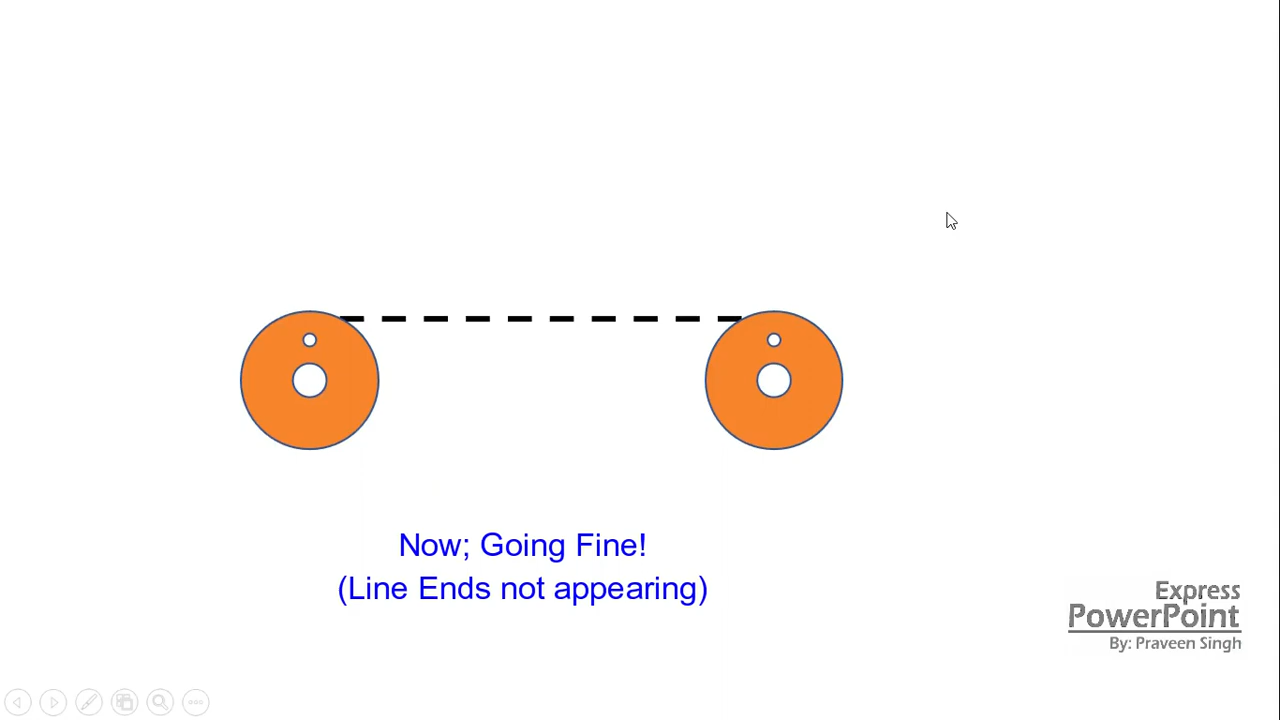 Now; Going Fine!
(Line Ends not appearing)
Express
PowerPoint
By: Praveen Singh